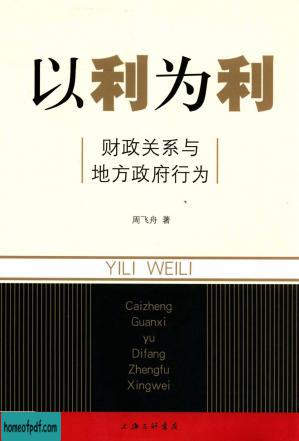 以利为利
财政关系与
地方政府行为
周飞舟 著
YILI WEILI
Caizheng
Guanxi
yu
Difang
Zhengfu
Xingwei
上海三联书店
homeofpdf.com